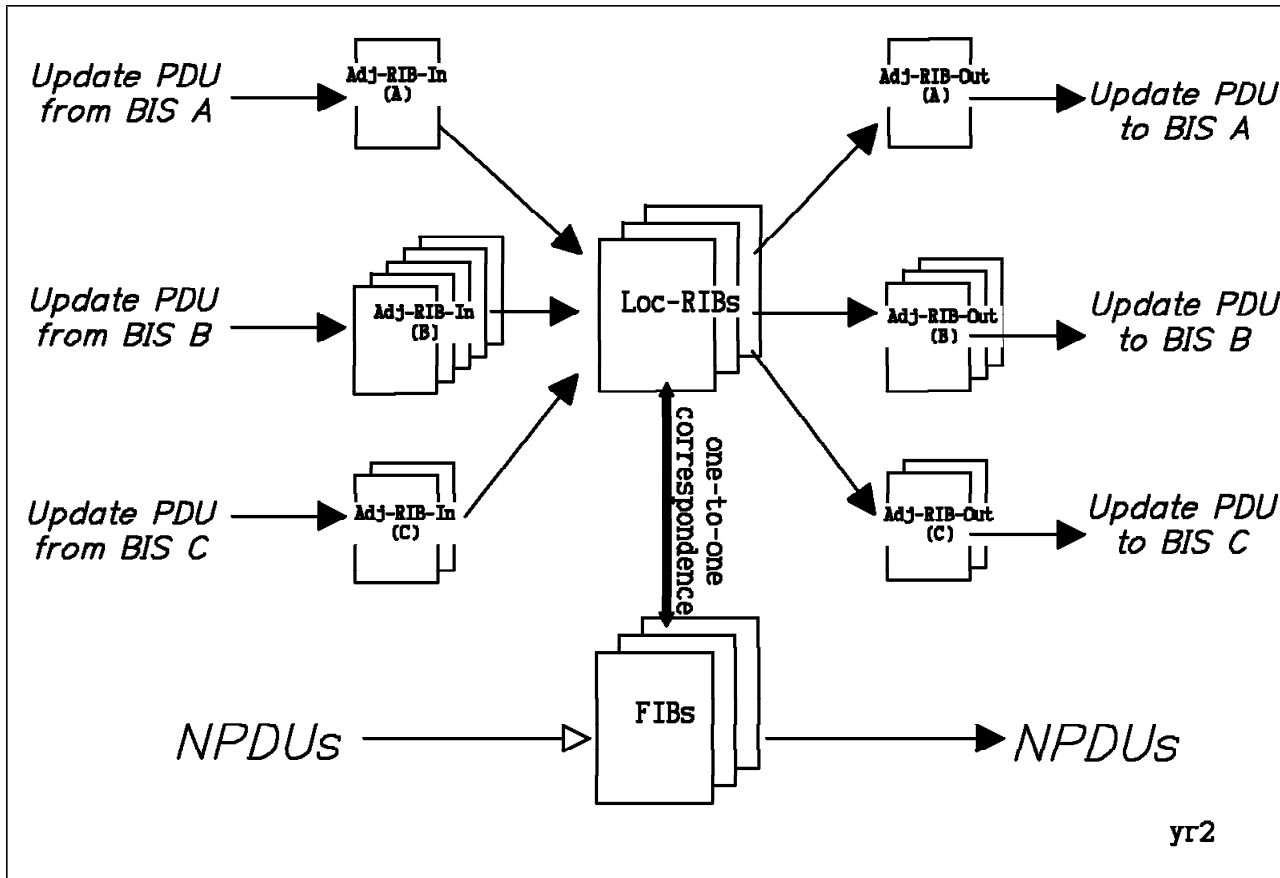 Update PDU
from BIS A
Adj-RIB-In
(A)
Adj-RIB-Out
(A)
Update PDU
to BIS A
Update PDU
from BIS B
Adj-RIB-In
(B)
Loc-RIBs
Adj-RIB-Out
(B)
Update PDU
to BIS B
one-to-one
correspondence
Update PDU
from BIS C
Adj-RIB-In
(C)
Adj-RIB-Out
(C)
Update PDU
to BIS C
NPDUs
FIBs
NPDUs
yr2